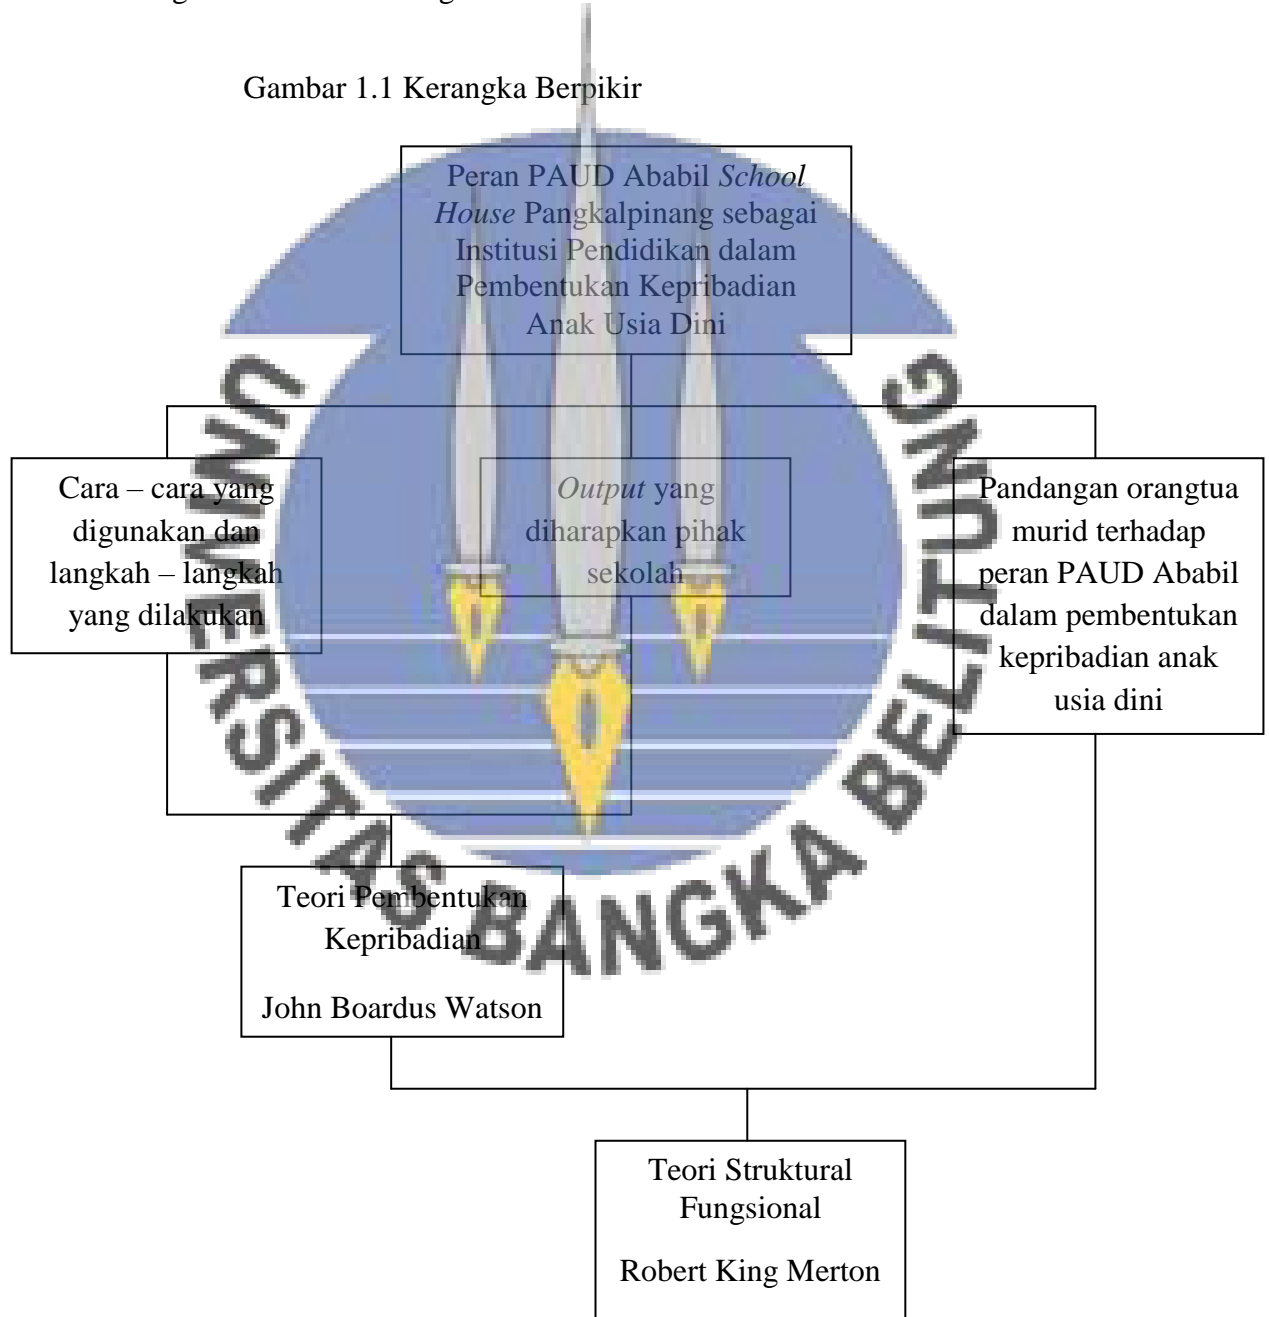 Gambar 1.1 Kerangka Berpikir
Peran PAUD Ababil School
House Pangkalpinang sebagai
Institusi Pendidikan dalam
Pembentukan Kepribadian
Anak Usia Dini
Cara – cara yang
digunakan dan
langkah – langkah
yang dilakukan
Output yang
diharapkan pihak
sekolah
Pandangan orangtua
murid terhadap
peran PAUD Ababil
dalam pembentukan
kepribadian anak
usia dini
Teori Pembentukan
Kepribadian
John Boardus Watson
Teori Struktural
Fungsional
Robert King Merton
UNIVERSITAS BANGKA BELITUNG